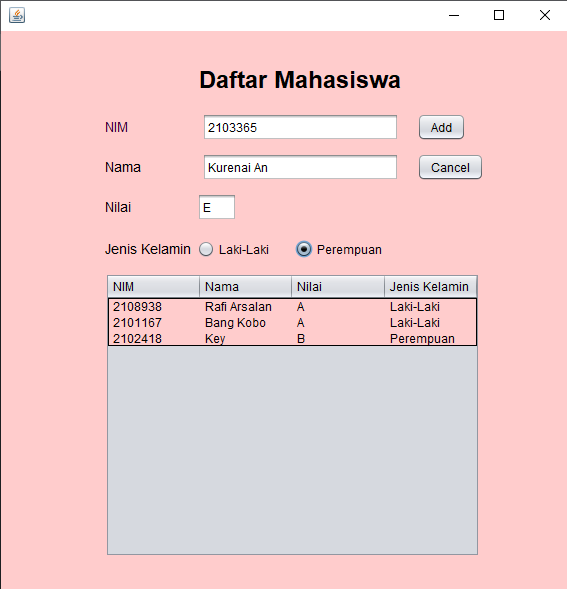 Daftar Mahasiswa
NIM 2103365 Add
Nama Kurenai An Cancel
Nilai E
Jenis Kelamin Laki-Laki Perempuan
NIM Nama Nilai Jenis Kelamin
2108938 Rafi Arsalan A Laki-Laki
2101167 Bang Kobo A Laki-Laki
2102418 Key B Perempuan